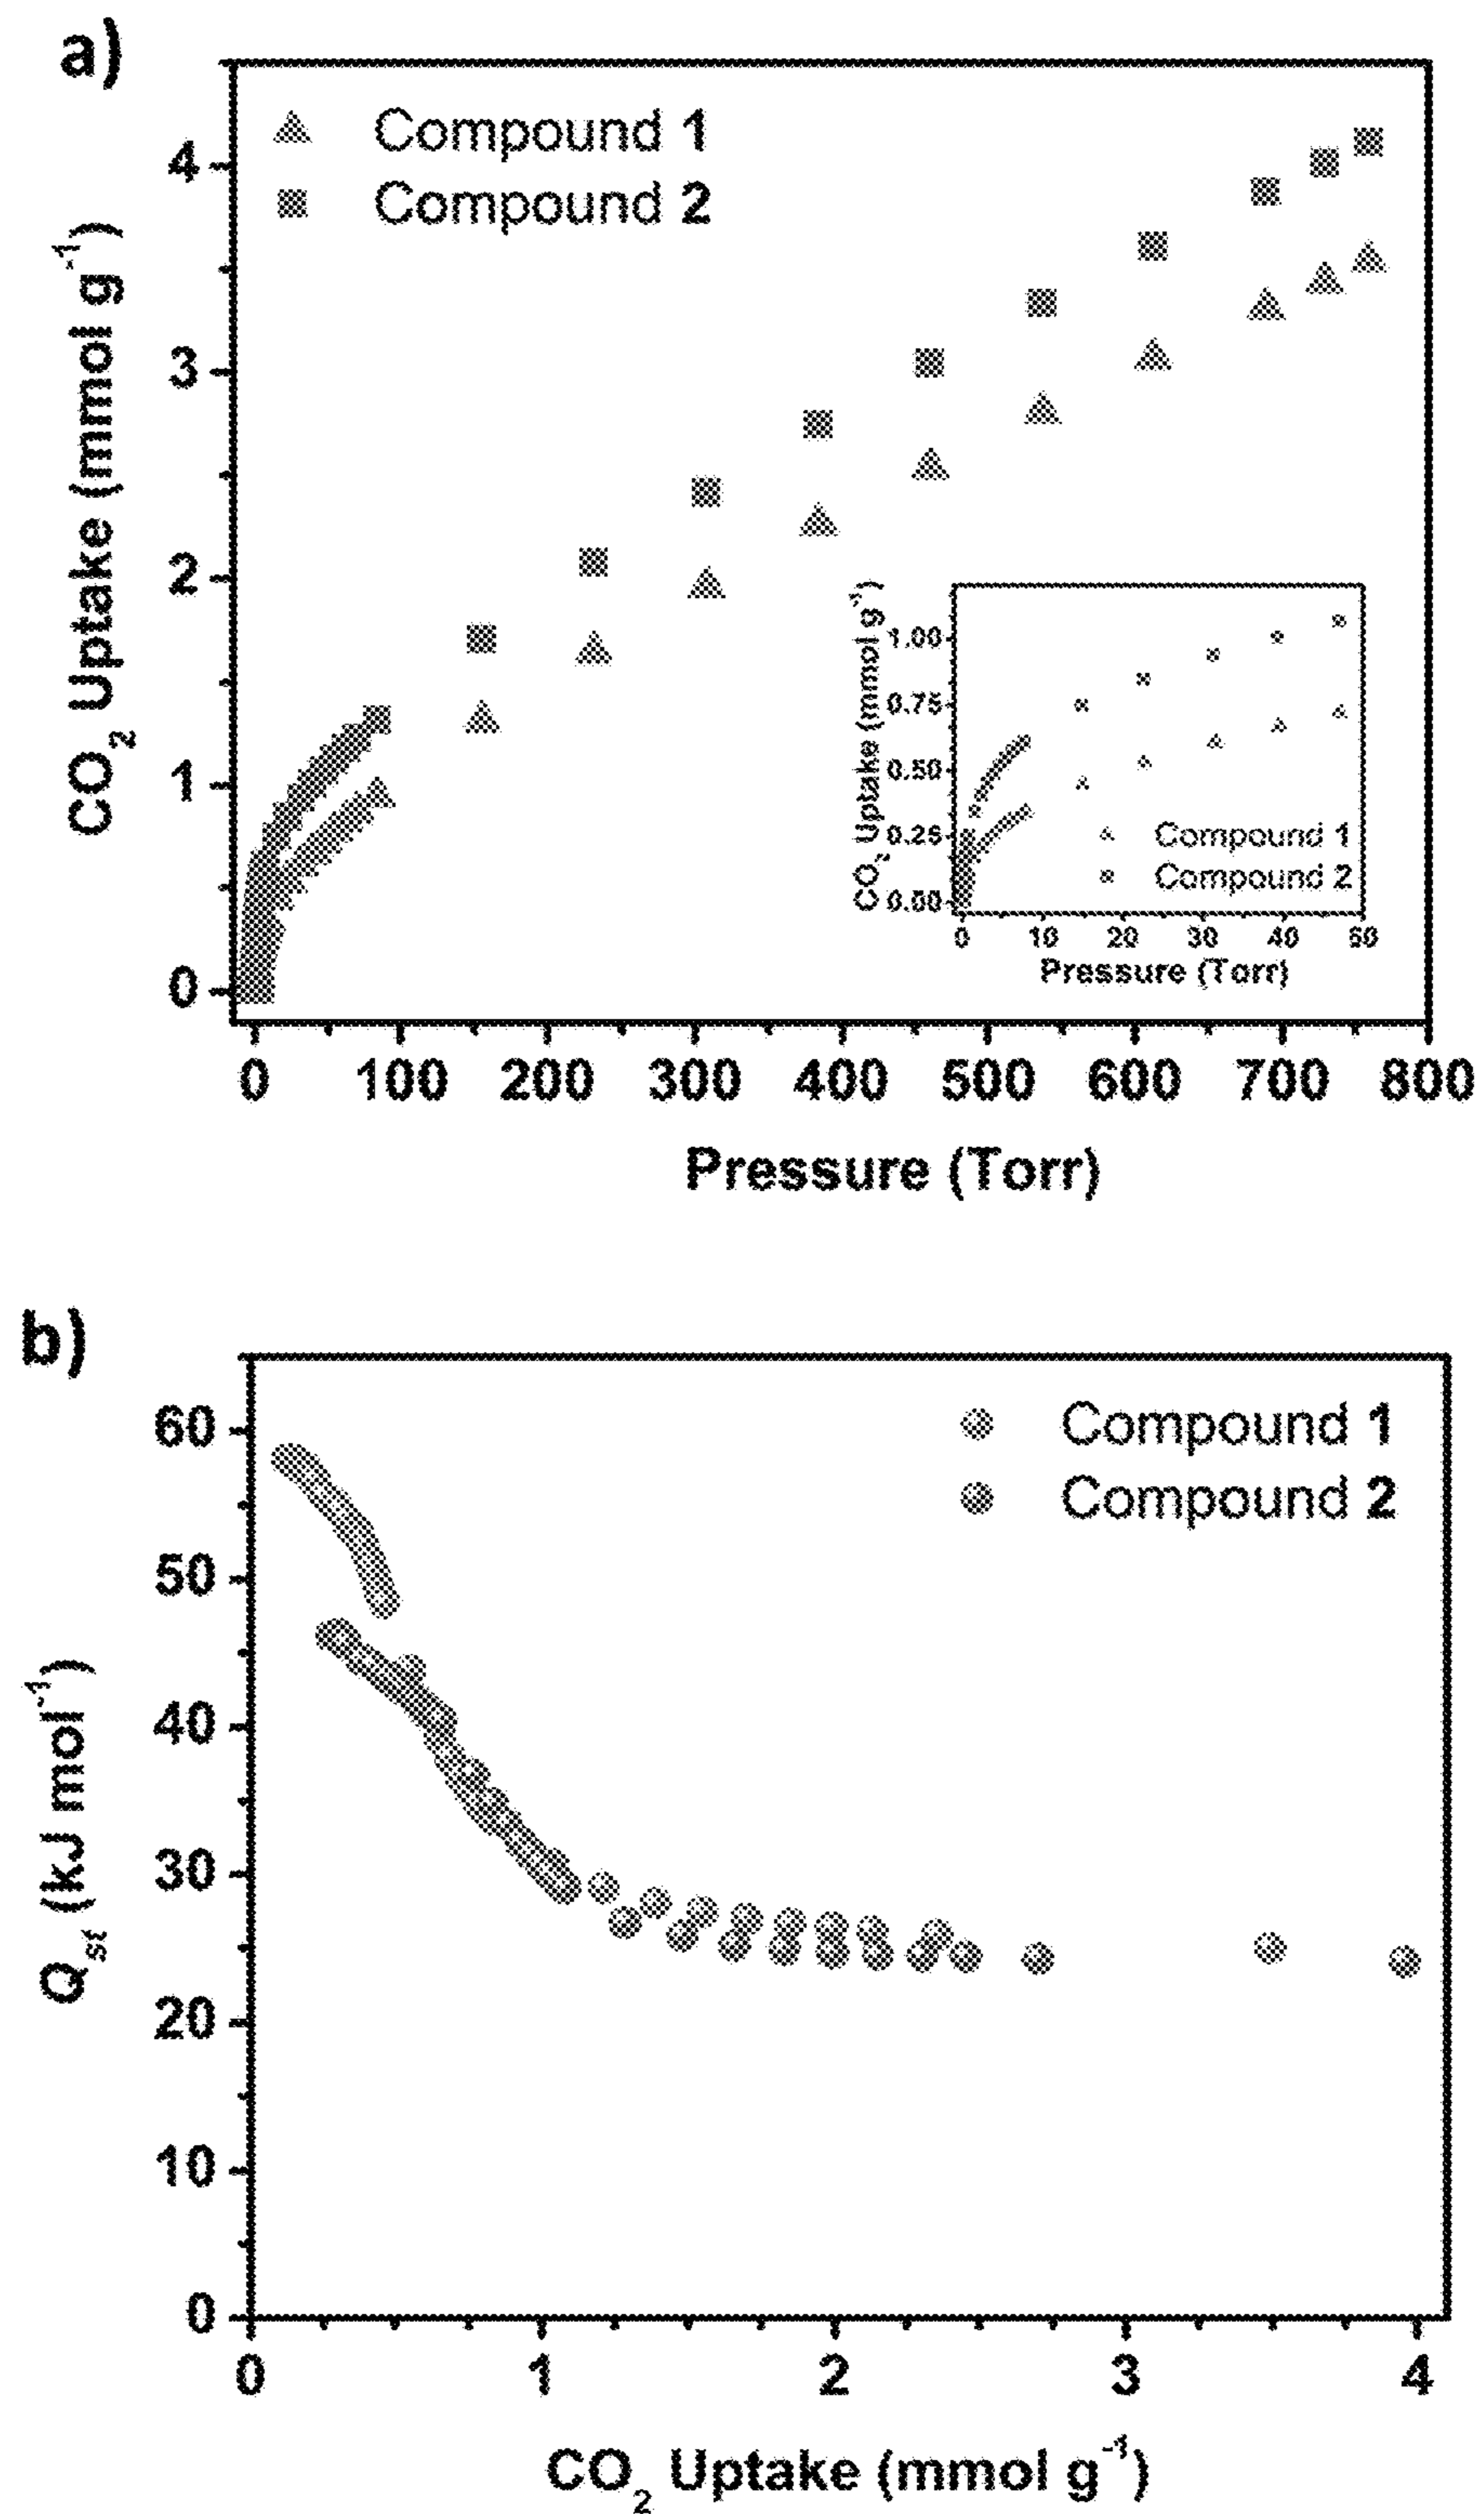 a)
Compound 1
Compound 2
CO2 Uptake (mmol g-1)
4
3
2
1
0
0 100 200 300 400 500 600 700 800
Pressure (Torr)
CO2 Uptake (mmol g-1)
1.00
0.75
0.50
0.25
0.00
Compound 1
Compound 2
0 10 20 30 40 50
Pressure (Torr)
b)
Compound 1
Compound 2
Qst (kJ mol-1)
60
50
40
30
20
10
0
0 1 2 3 4
CO2 Uptake (mmol g-1)